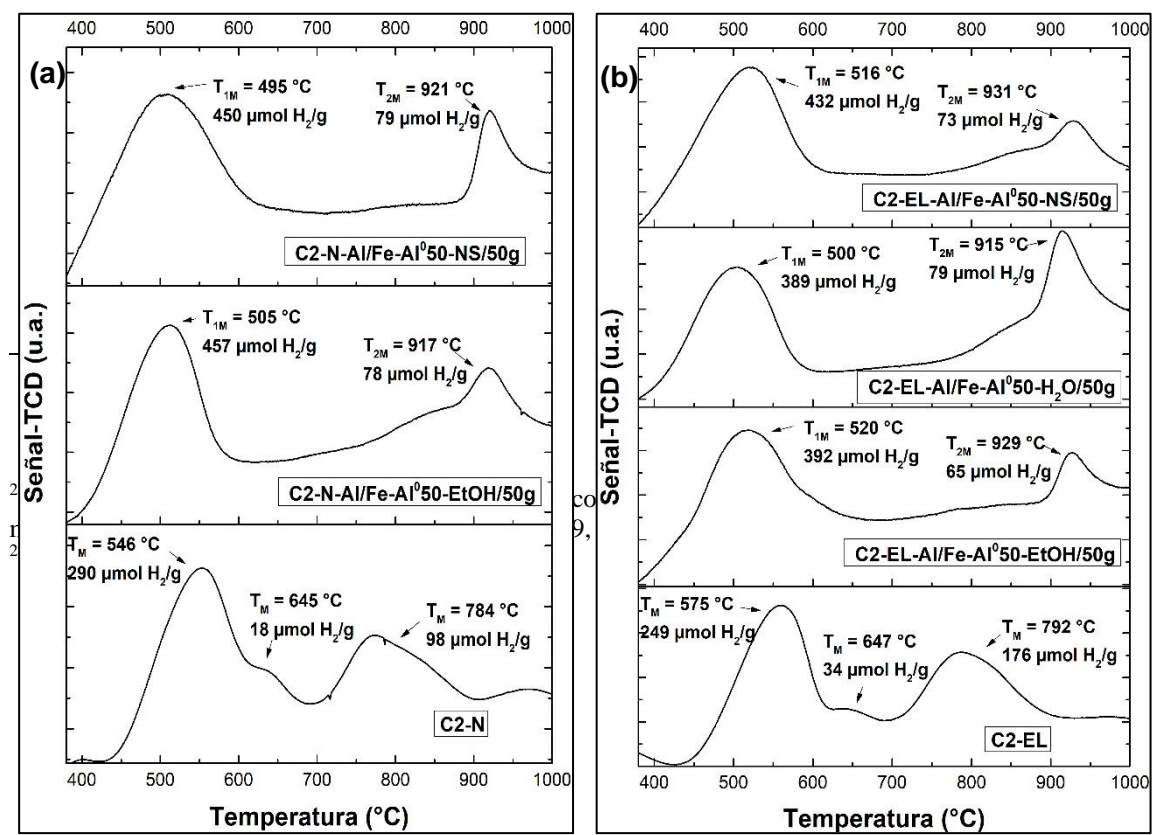 400 500 600 700 800 900 1000
(a)
T1M = 495 °C
450 µmol H2/g
T2M = 921 °C
79 µmol H2/g
C2-N-Al/Fe-Al⁰50-NS/50g
T1M = 505 °C
457 µmol H2/g
T2M = 917 °C
78 µmol H2/g
C2-N-Al/Fe-Al⁰50-EtOH/50g
TM = 546 °C
290 µmol H2/g
TM = 645 °C
18 µmol H2/g
TM = 784 °C
98 µmol H2/g
C2-N
400 500 600 700 800 900 1000
Temperatura (°C)
Señal-TCD (u.a.)
2
2
co
9,
400 500 600 700 800 900 1000
(b)
T1M = 516 °C
432 µmol H2/g
T2M = 931 °C
73 µmol H2/g
C2-EL-Al/Fe-Al⁰50-NS/50g
T1M = 500 °C
389 µmol H2/g
T2M = 915 °C
79 µmol H2/g
C2-EL-Al/Fe-Al⁰50-H2O/50g
T1M = 520 °C
392 µmol H2/g
T2M = 929 °C
65 µmol H2/g
C2-EL-Al/Fe-Al⁰50-EtOH/50g
TM = 575 °C
249 µmol H2/g
TM = 647 °C
34 µmol H2/g
TM = 792 °C
176 µmol H2/g
C2-EL
400 500 600 700 800 900 1000
Temperatura (°C)
Señal-TCD (u.a.)